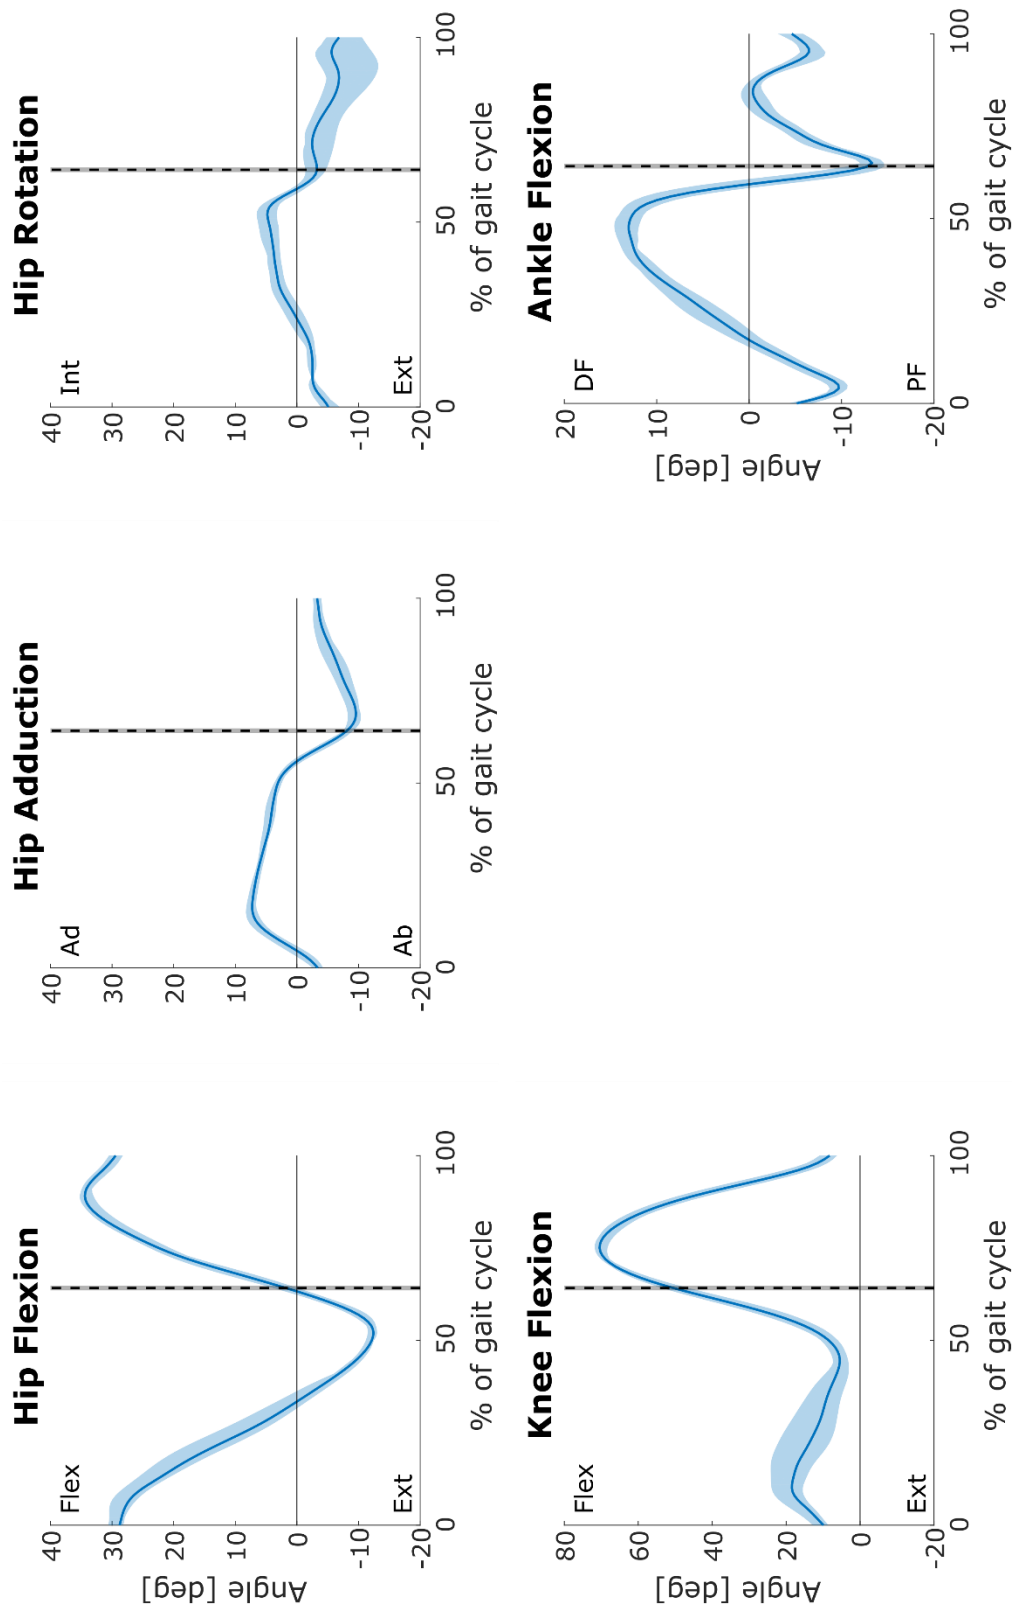 Hip Flexion
Flex
40
30
20
10
0
-10
-20
Angle [deg]
Ext
0
50
100
% of gait cycle
Hip Adduction
Ad
40
30
20
10
0
-10
-20
Ab
0
50
100
% of gait cycle
Hip Rotation
Int
40
30
20
10
0
-10
-20
Ext
0
50
100
% of gait cycle
Knee Flexion
Flex
80
60
40
20
0
-20
Angle [deg]
Ext
0
50
100
% of gait cycle
Ankle Flexion
DF
20
10
0
-10
-20
Angle [deg]
PF
0
50
100
% of gait cycle